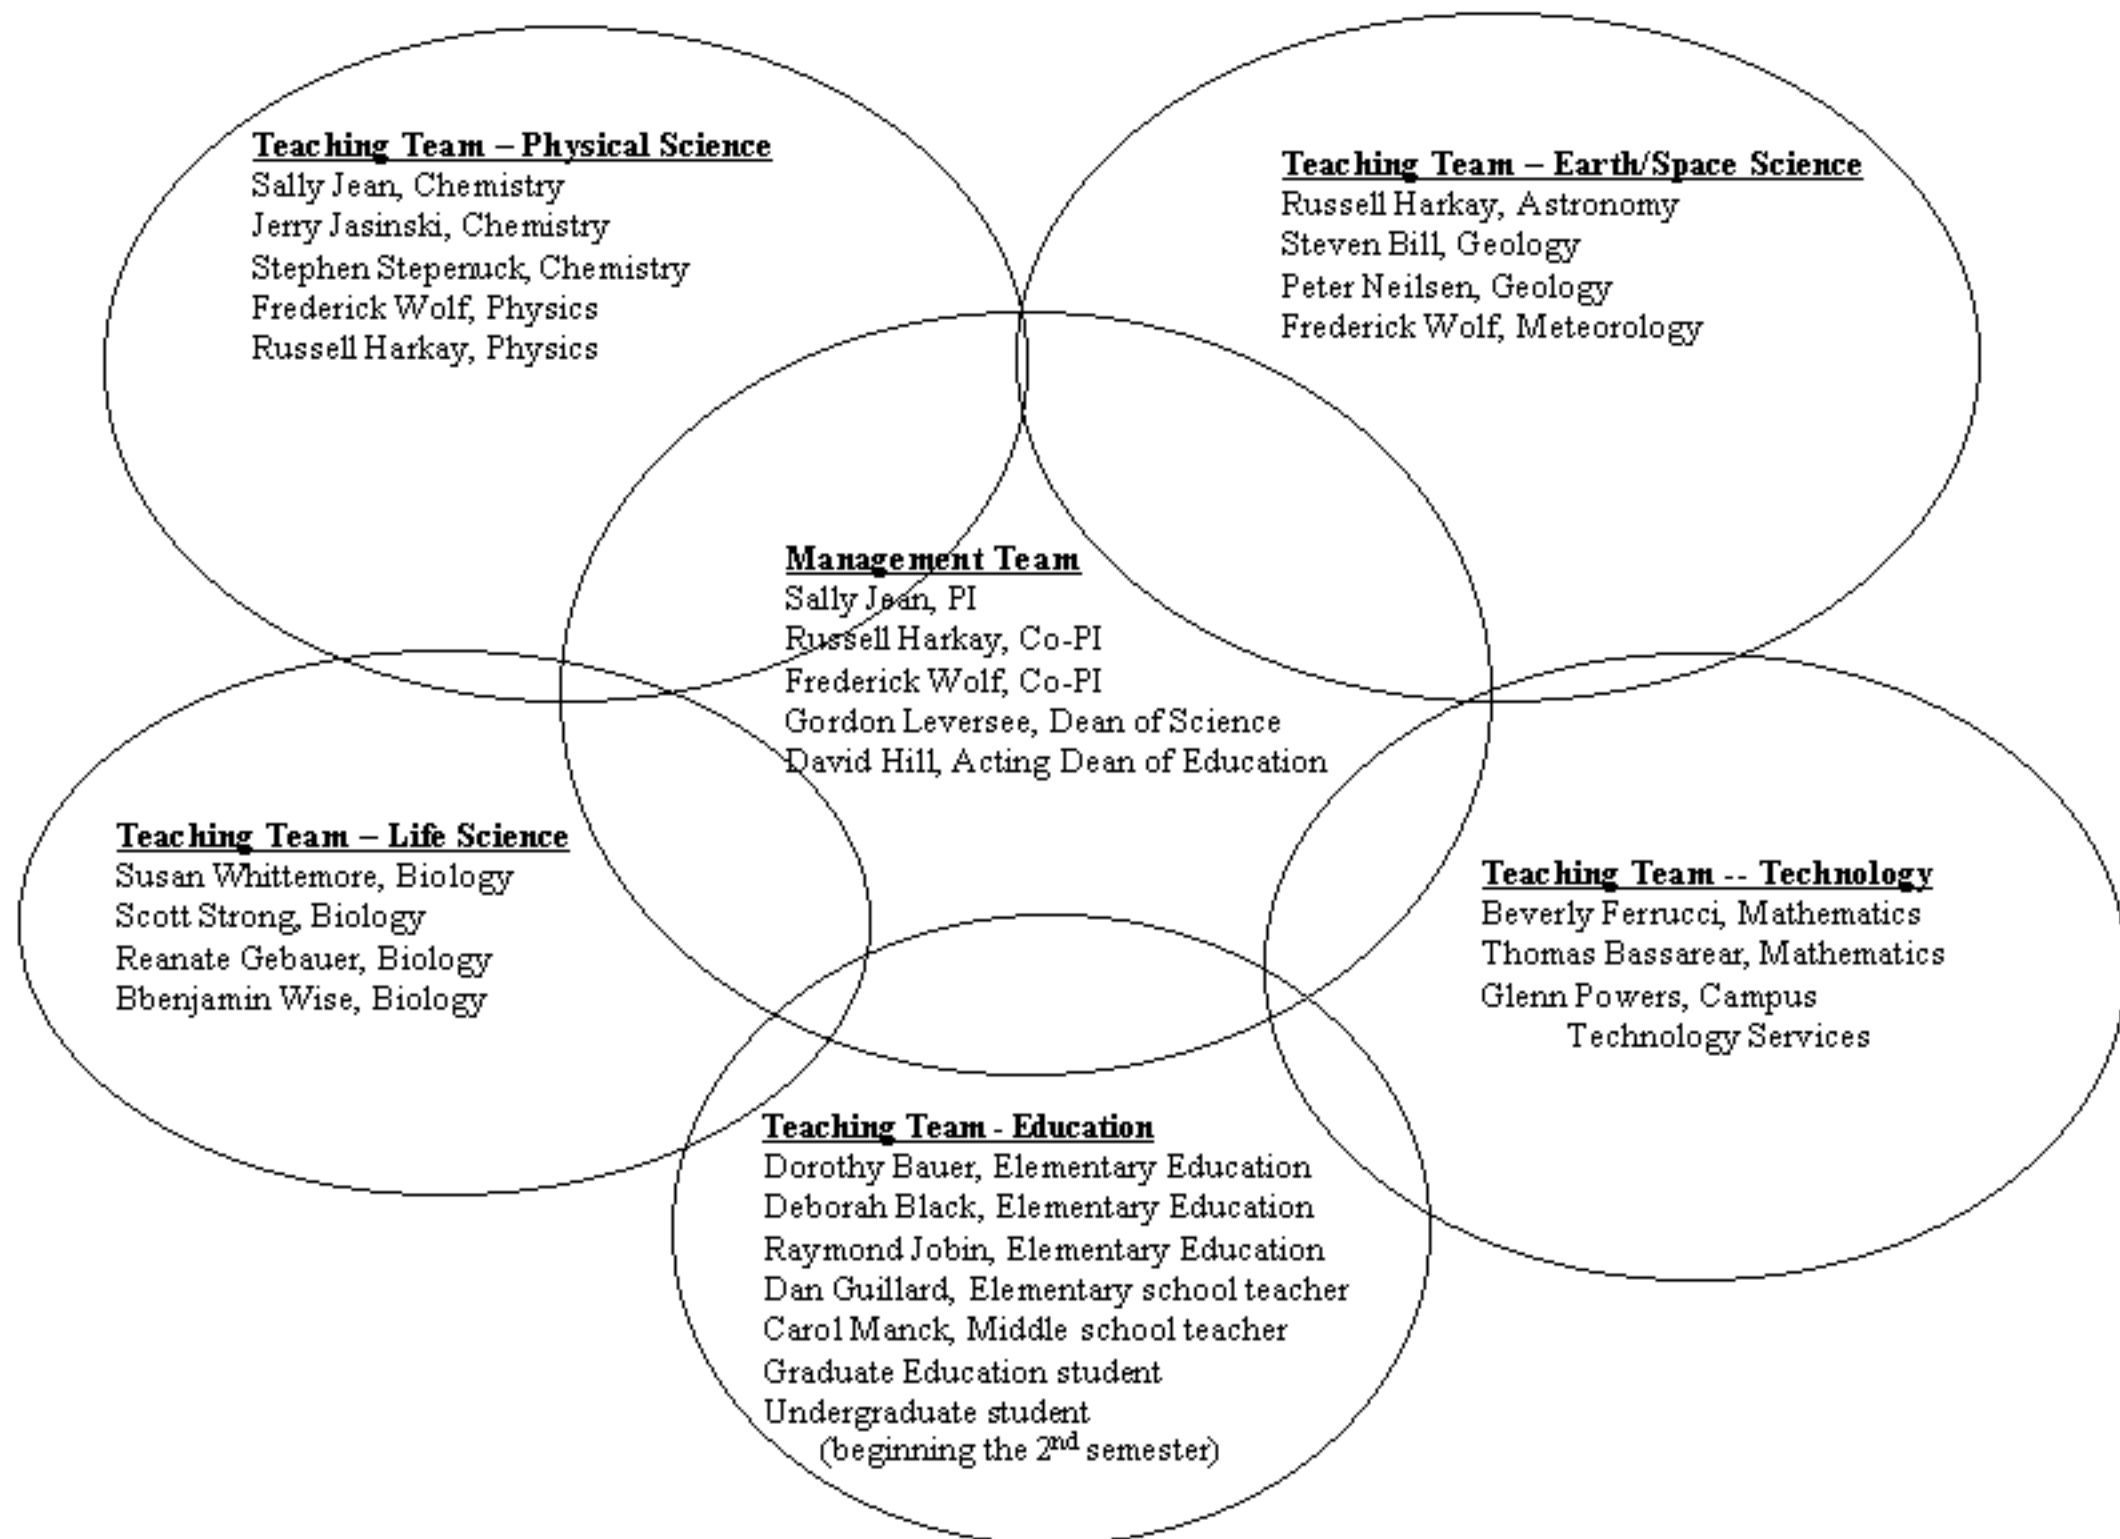 Teaching Team – Physical Science
Sally Jean, Chemistry
Jerry Jasinski, Chemistry
Stephen Stepenuck, Chemistry
Frederick Wolf, Physics
Russell Harkay, Physics
Teaching Team – Earth/Space Science
Russell Harkay, Astronomy
Steven Bill, Geology
Peter Neilsen, Geology
Frederick Wolf, Meteorology
Management Team
Sally Jean, PI
Russell Harkay, Co-PI
Frederick Wolf, Co-PI
Gordon Leversee, Dean of Science
David Hill, Acting Dean of Education
Teaching Team – Life Science
Susan Whittemore, Biology
Scott Strong, Biology
Reanate Gebauer, Biology
Bbenjamin Wise, Biology
Teaching Team -- Technology
Beverly Ferrucci, Mathematics
Thomas Bassarear, Mathematics
Glenn Powers, Campus
Technology Services
Teaching Team - Education
Dorothy Bauer, Elementary Education
Deborah Black, Elementary Education
Raymond Jobin, Elementary Education
Dan Guillard, Elementary school teacher
Carol Manck, Middle school teacher
Graduate Education student
Undergraduate student
(beginning the 2nd semester)